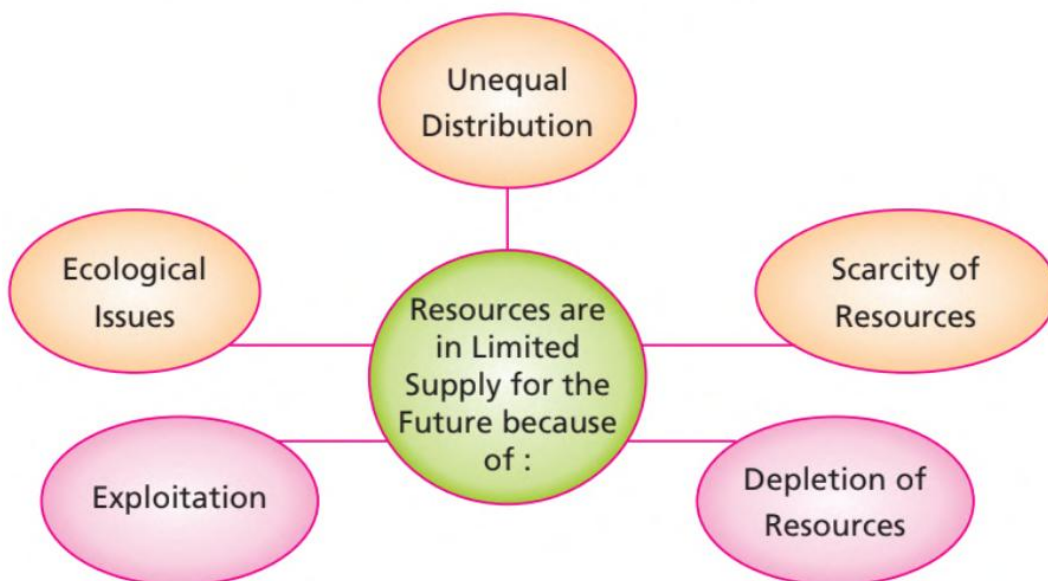 Unequal
Distribution
Ecological
Issues
Scarcity of
Resources
Resources are
in Limited
Supply for the
Future because
of :
Exploitation
Depletion of
Resources